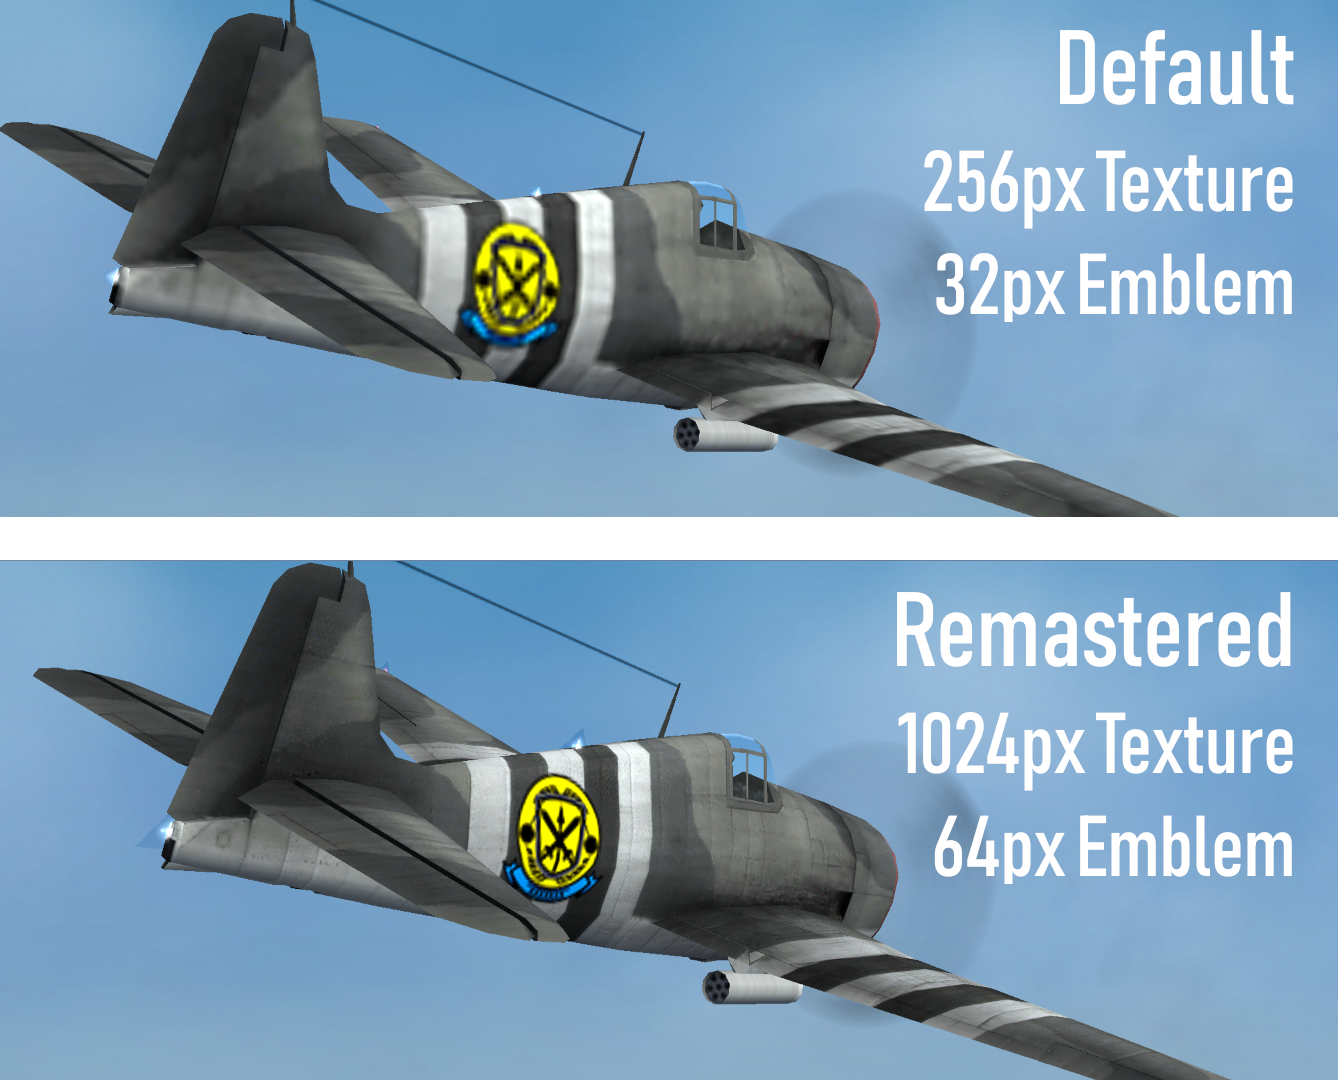 Default
256px Texture
32px Emblem
Remastered
1024px Texture
64px Emblem